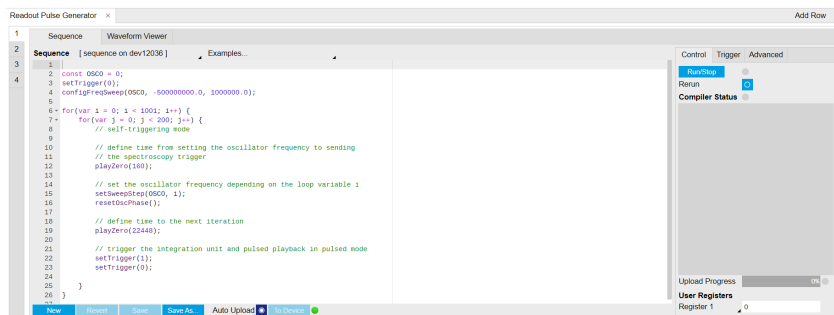 Readout Pulse Generator × Add Row
1 Sequence Waveform Viewer
2
3
4
Sequence [ sequence on dev12036 ] Examples...
1
2 const OSC0 = 0;
3 setTrigger(0);
4 configFreqSweep(OSC0, -500000000.0, 1000000.0);
5
6 for(var i = 0; i < 1001; i++) {
7 for(var j = 0; j < 200; j++) {
8 // self-triggering mode
9
10 // define time from setting the oscillator frequency to sending
11 // the spectroscopy trigger
12 playZero(160);
13
14 // set the oscillator frequency depending on the loop variable i
15 setSweepStep(OSC0, i);
16 resetOscPhase();
17
18 // define time to the next iteration
19 playZero(22448);
20
21 // trigger the integration unit and pulsed playback in pulsed mode
22 setTrigger(1);
23 setTrigger(0);
24
25 }
26 }
New Revert Save Save As... Auto Upload To Device
Control Trigger Advanced
Run/Stop
Rerun
Compiler Status
Upload Progress 0%
User Registers
Register 1 0